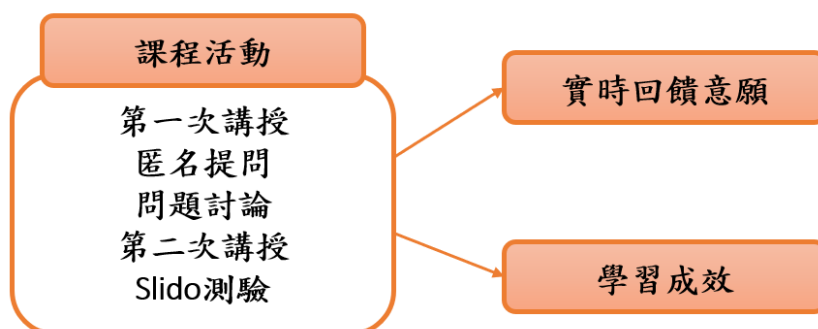 課程活動
第一次講授
匿名提問
問題討論
第二次講授
Slido測驗
實時回饋意願
學習成效